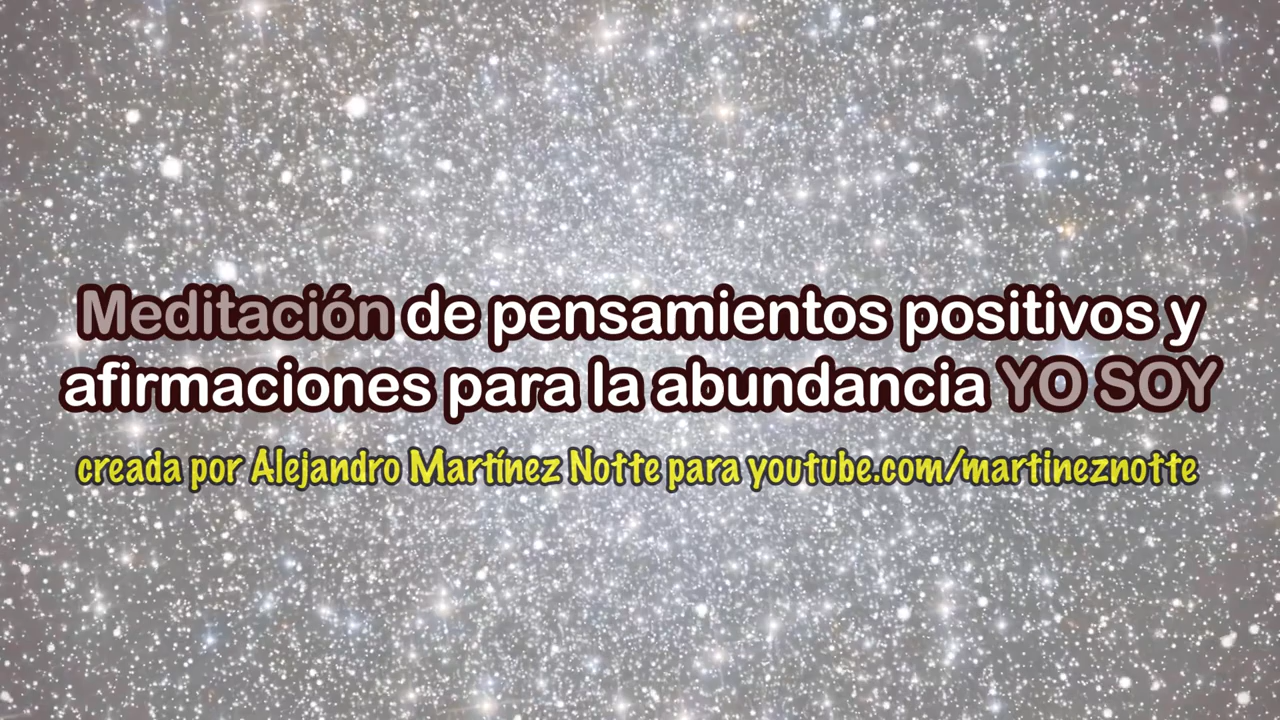 Meditación de pensamientos positivos y
afirmaciones para la abundancia YO SOY
creada por Alejandro Martínez Notte para youtube.com/martineznotte